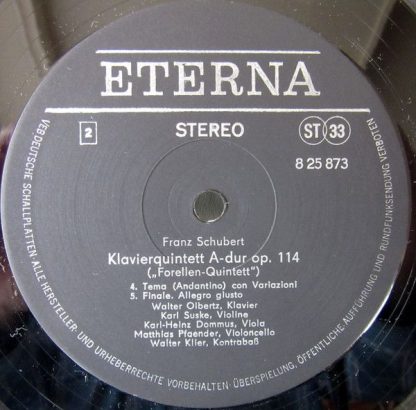 ETERNA
2
STEREO
ST 33
8 25 873
Franz Schubert
Klavierquintett A-dur op. 114
(„Forellen-Quintett“)
4. Tema (Andantino) con Variazioni
5. Finale. Allegro giusto
Walter Olbertz, Klavier
Karl Suske, Violine
Karl-Heinz Dommus, Viola
Matthias Pfaender, Violoncello
Walter Klier, Kontrabaß
VEB DEUTSCHE SCHALLPLATTEN ALLE HERSTELLER- UND URHEBERRECHTE VORBEHALTEN ÜBERSPIELUNG, ÖFFENTLICHE AUFFÜHRUNG UND RUNDFUNKSENDUNG VERBOTEN